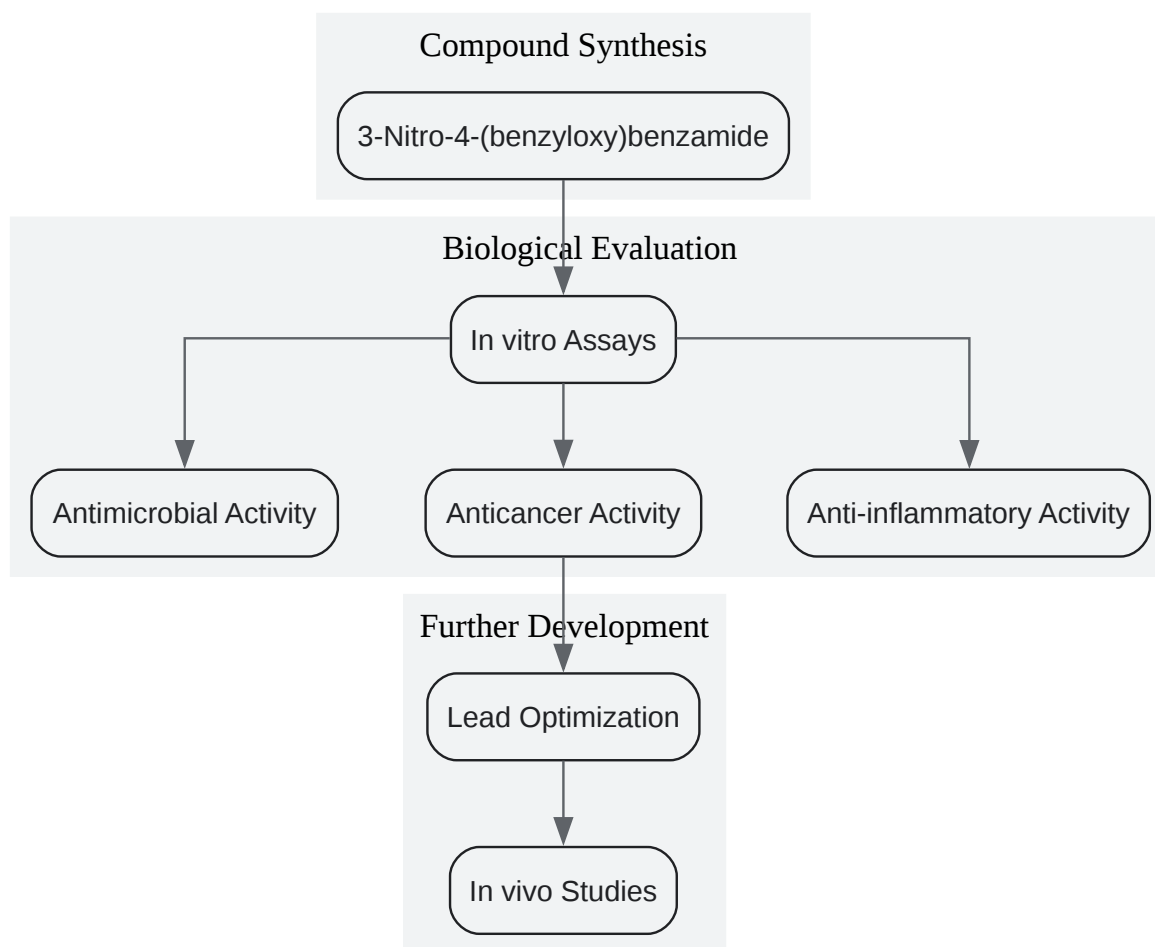 Compound Synthesis
3-Nitro-4-(benzyloxy)benzamide
Biological Evaluation
In vitro Assays
Antimicrobial Activity
Anticancer Activity
Anti-inflammatory Activity
Further Development
Lead Optimization
In vivo Studies